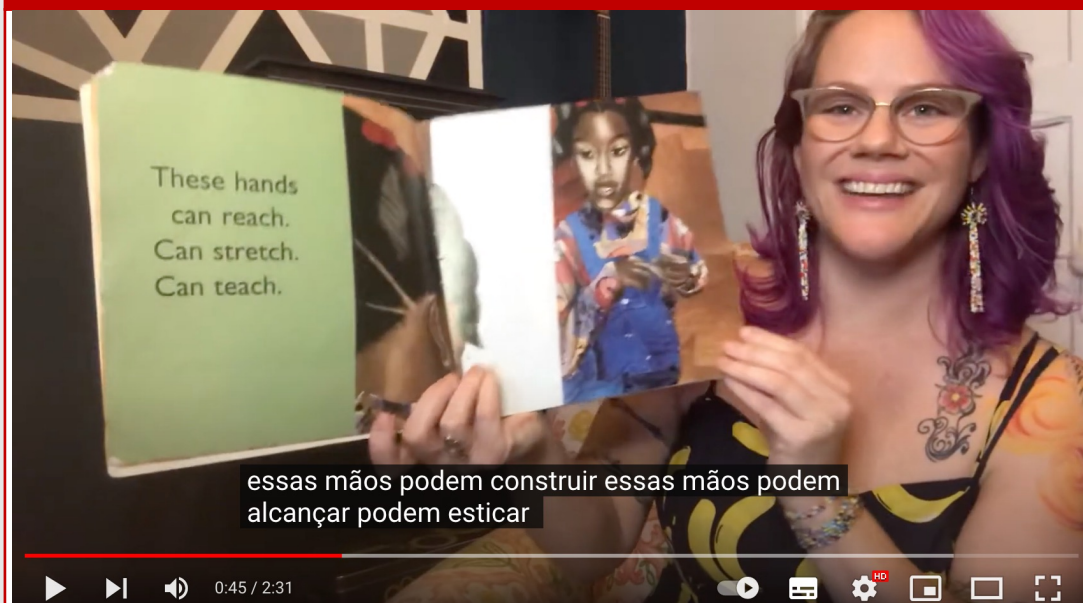 These hands
can reach.
Can stretch.
Can teach.
essas mãos podem construir essas mãos podem
alcançar podem esticar
0:45 / 2:31
HD